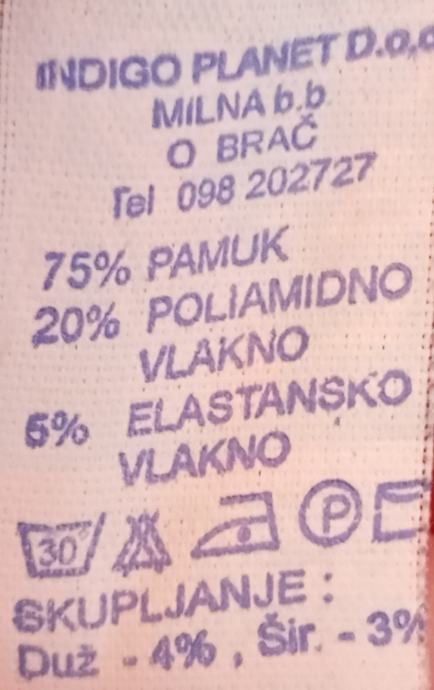 INDIGO PLANET D.o.o
MILNA b.b
O BRAČ
Tel 098 202727
75% PAMUK
20% POLIAMIDNO
VLAKNO
5% ELASTANSKO
VLAKNO
30 P
SKUPLJANJE :
Duž - 4% , Šir. - 3%